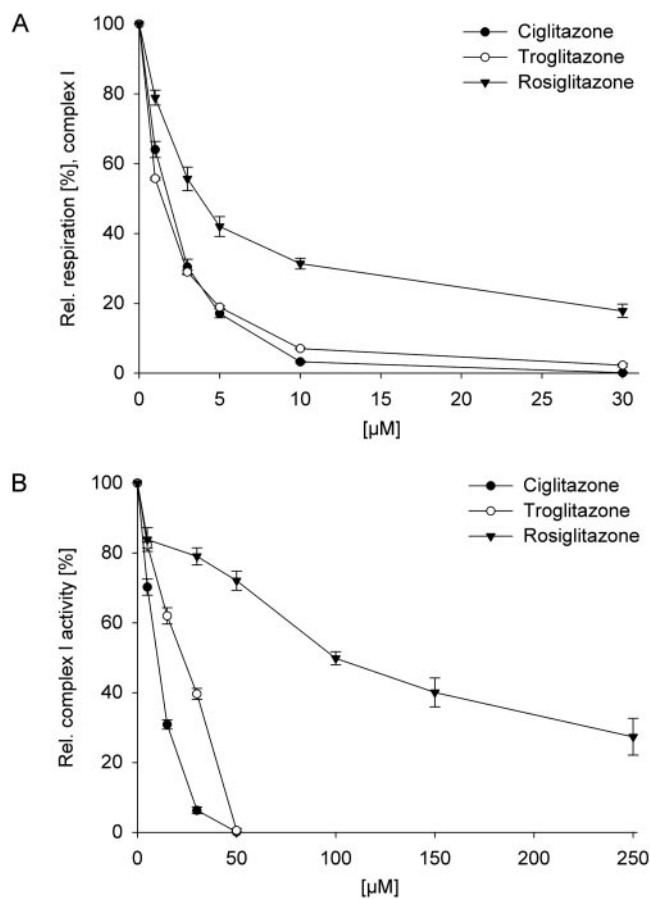 A
Ciglitazone
Troglitazone
Rosiglitazone
Rel. respiration [%], complex I
100
80
60
40
20
0
0 5 10 15 20 25 30
[µM]
B
Ciglitazone
Troglitazone
Rosiglitazone
Rel. complex I activity [%]
100
80
60
40
20
0
0 50 100 150 200 250
[µM]